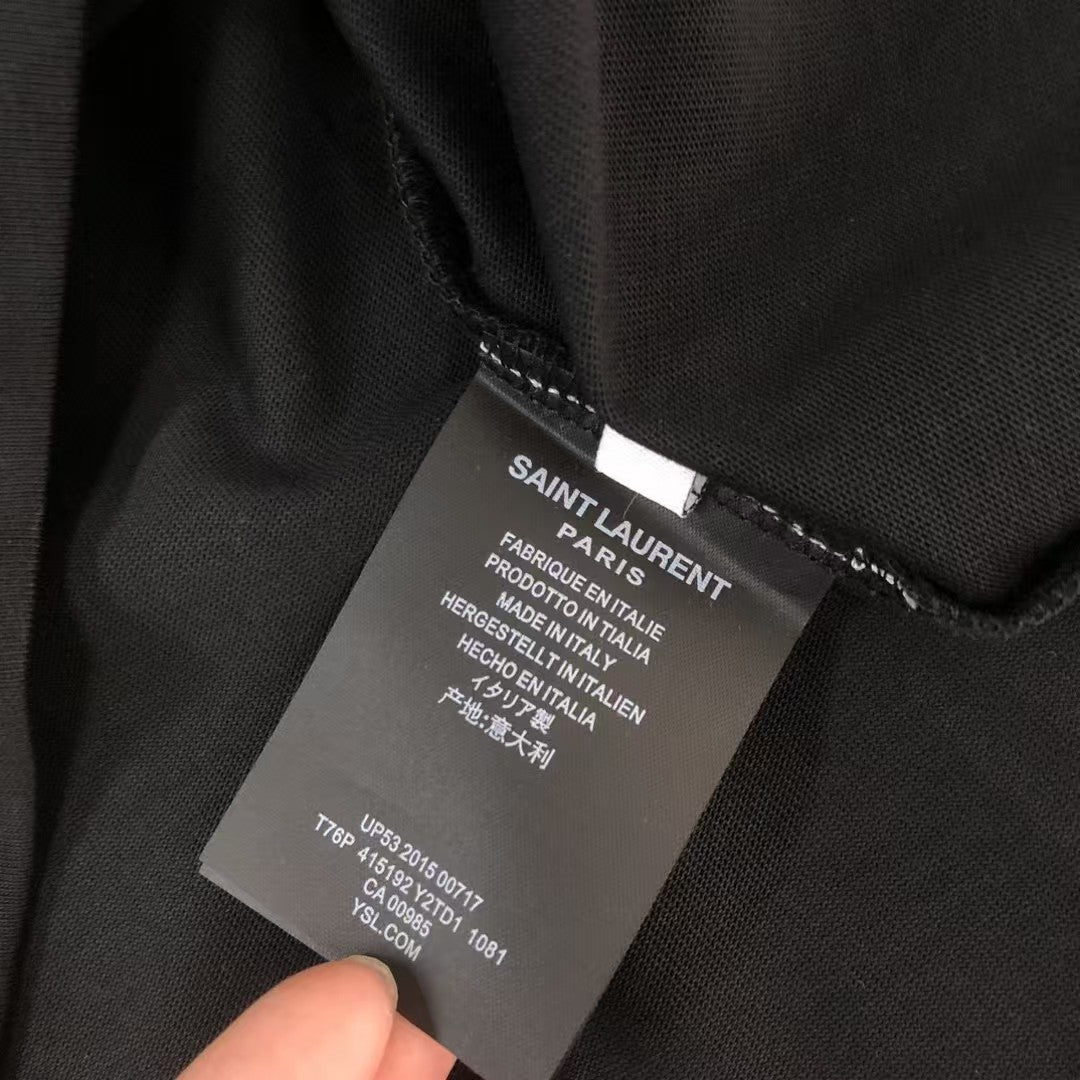 SAINT LAURENT
PARIS
FABRIQUE EN ITALIE
PRODOTTO IN TIALIA
MADE IN ITALY
HERGESTELLT IN ITALIEN
HECHO EN ITALIA
イタリア製
产地:意大利
UP53 2015 00717
T76P 415192 Y2TD1 1081
CA 00985
YSL.COM